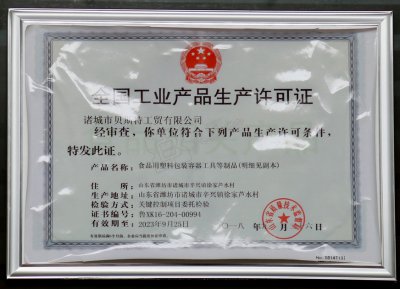 全国工业产品生产许可证
诸城市贝斯特工贸有限公司
经审查，你单位符合下列产品生产许可条件，
特发此证。
产品名称：食品用塑料包装容器工具等制品(明细见副本)
住所：山东省潍坊市诸城市辛兴镇徐家芦水村
生产地址：山东省潍坊市诸城市辛兴镇徐家芦水村
检验方式：关键控制项目委托检验
证书编号：鲁XK16-204-00994
有效期至：2023年9月25日
〇一八年 月 六日